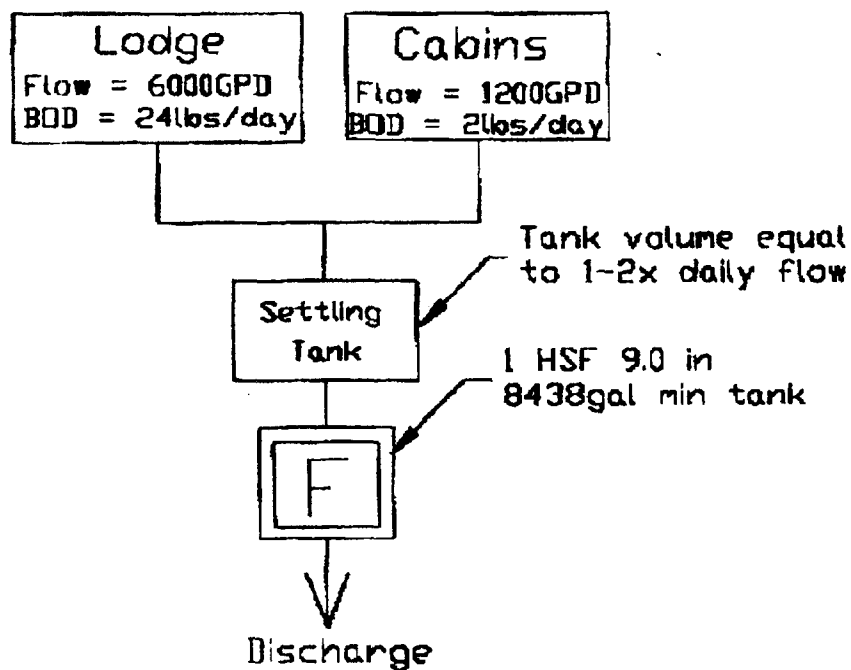 Lodge
Flow = 6000GPD
BOD = 24lbs/day
Cabins
Flow = 1200GPD
BOD = 2lbs/day
Tank volume equal
to 1-2x daily flow
Settling
Tank
1 HSF 9.0 in
8438gal min tank
F
Discharge